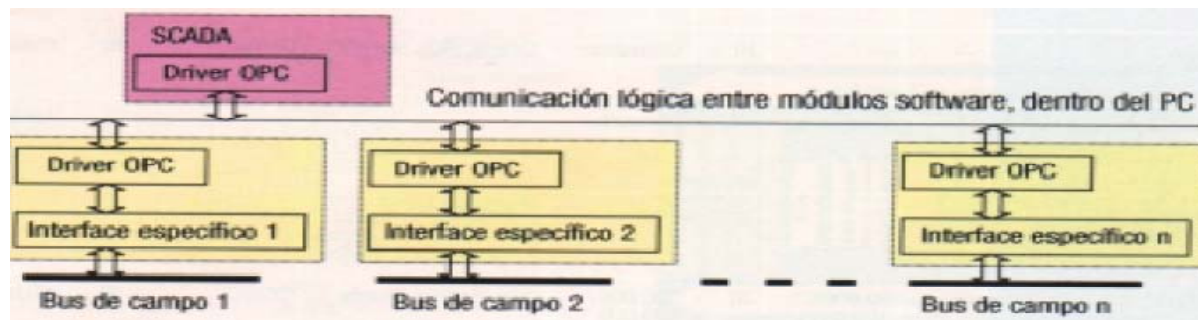 SCADA
Driver OPC
Comunicación lógica entre módulos software, dentro del PC
Driver OPC
Driver OPC
Driver OPC
Interface específico 1
Interface específico 2
Interface específico n
Bus de campo 1
Bus de campo 2
Bus de campo n